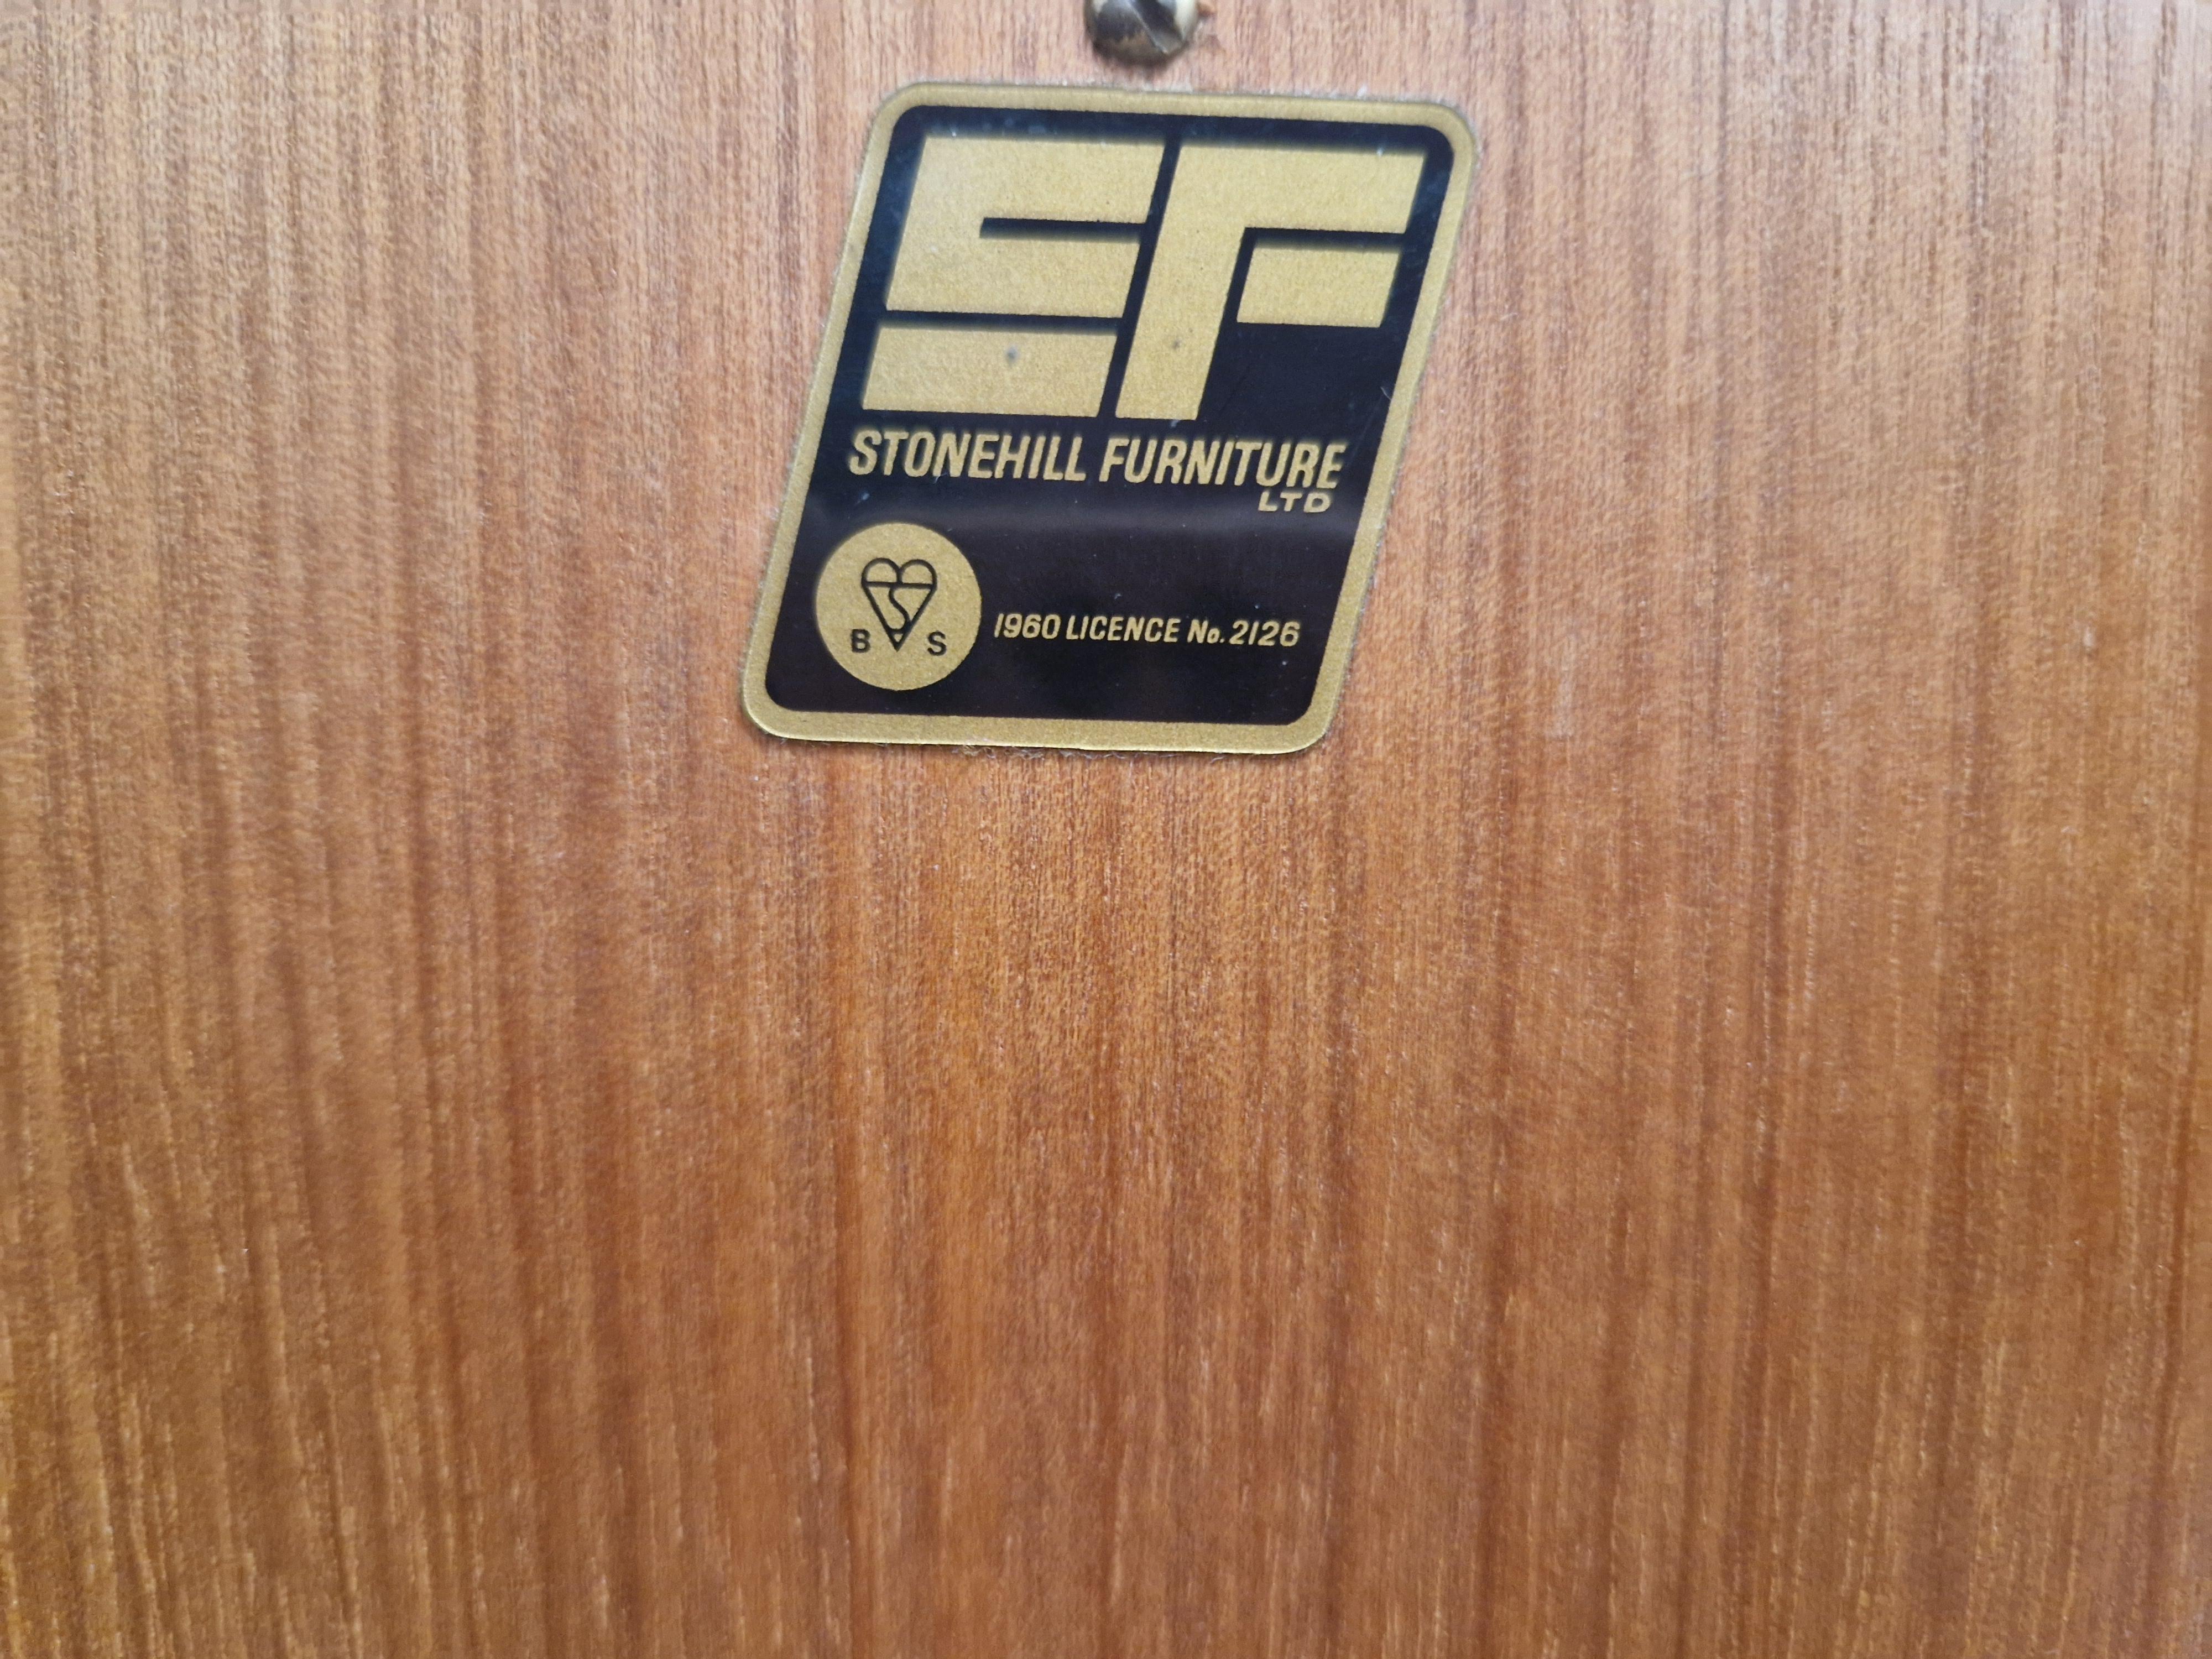 SF
STONEHILL FURNITURE
LTD
B S
1960 LICENCE No. 2126